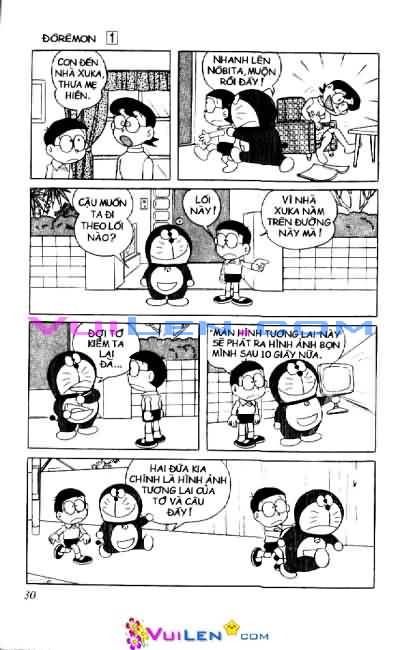 ĐÔRÊMON 1
CON ĐẾN
NHÀ XUKA,
THƯA MẸ
HIỀN.
NHANH LÊN
NÔBITA, MUỘN
RỒI ĐẤY!
CẬU MUỐN
TA ĐI
THEO LỐI
NÀO?
LỐI
NÀY!
VÌ NHÀ
XUKA NẰM
TRÊN ĐƯỜNG
NÀY MÀ!
ĐỢI TỚ
KIỂM TA
LẠI
ĐÃ...
"MÀN HÌNH TƯƠNG LAI" NÀY
SẼ PHÁT RA HÌNH ẢNH BỌN
MÌNH SAU 10 GIÂY NỮA.
VUILEN.COM
HAI ĐỨA KIA
CHÍNH LÀ HÌNH ẢNH
TƯƠNG LAI CỦA
TỚ VÀ CẬU
ĐẤY!
30
VUILEN.COM